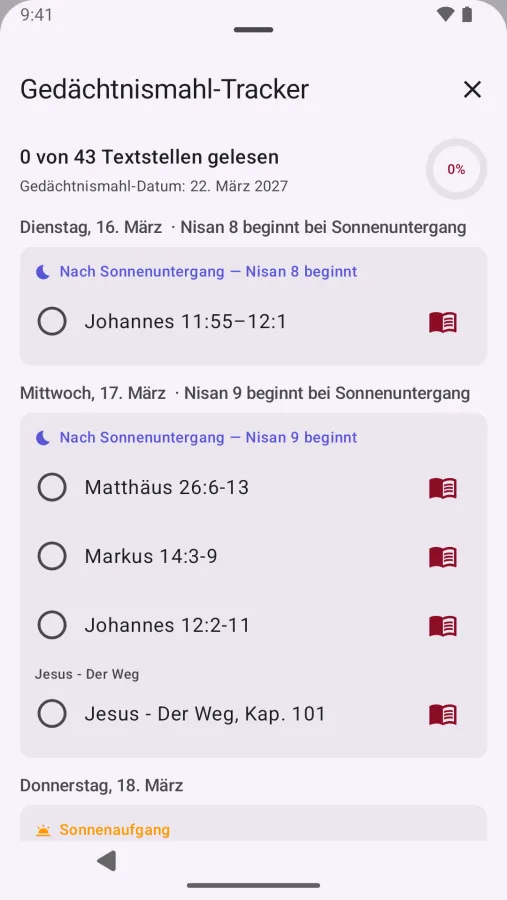 9:41
Gedächtnismahl-Tracker
0 von 43 Textstellen gelesen
0%
Gedächtnismahl-Datum: 22. März 2027
Dienstag, 16. März · Nisan 8 beginnt bei Sonnenuntergang
Nach Sonnenuntergang — Nisan 8 beginnt
Johannes 11:55–12:1
Mittwoch, 17. März · Nisan 9 beginnt bei Sonnenuntergang
Nach Sonnenuntergang — Nisan 9 beginnt
Matthäus 26:6-13
Markus 14:3-9
Johannes 12:2-11
Jesus - Der Weg
Jesus - Der Weg, Kap. 101
Donnerstag, 18. März
Sonnenaufgang